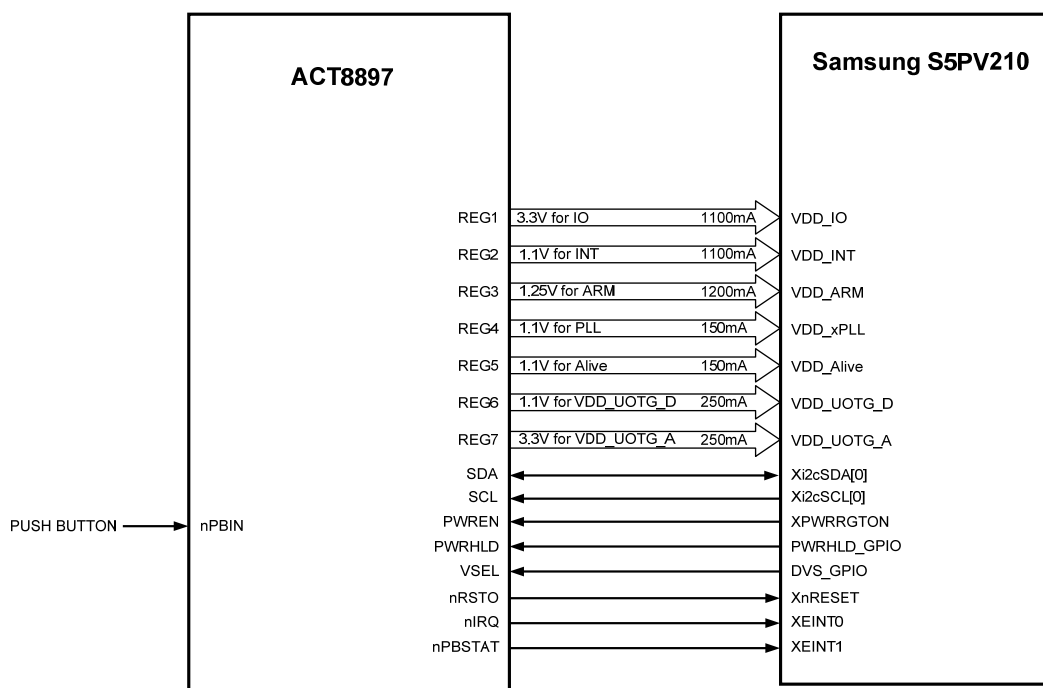 ACT8897
Samsung S5PV210
REG1 3.3V for IO 1100mA VDD_IO
REG2 1.1V for INT 1100mA VDD_INT
REG3 1.25V for ARM 1200mA VDD_ARM
REG4 1.1V for PLL 150mA VDD_xPLL
REG5 1.1V for Alive 150mA VDD_Alive
REG6 1.1V for VDD_UOTG_D 250mA VDD_UOTG_D
REG7 3.3V for VDD_UOTG_A 250mA VDD_UOTG_A
SDA Xi2cSDA[0]
SCL Xi2cSCL[0]
PUSH BUTTON nPBIN PWREN XPWRRGTON
PWRHLD PWRHLD_GPIO
VSEL DVS_GPIO
nRSTO XnRESET
nIRQ XEINT0
nPBSTAT XEINT1